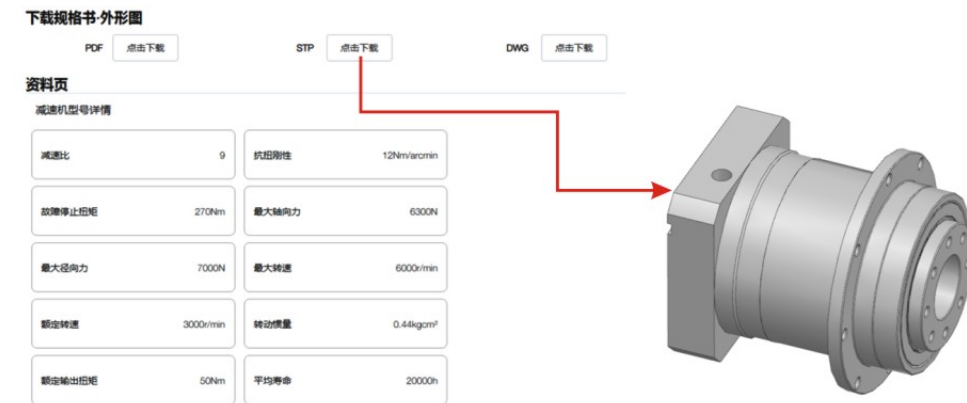 下载规格书·外形图
PDF 点击下载 STP 点击下载 DWG 点击下载
资料页
减速机型号详情
减速比 9 抗扭刚性 12Nm/arcmin
故障停止扭矩 270Nm 最大轴向力 6300N
最大径向力 7000N 最大转速 6000r/min
额定转速 3000r/min 转动惯量 0.44kgcm²
额定输出扭矩 50Nm 平均寿命 20000h